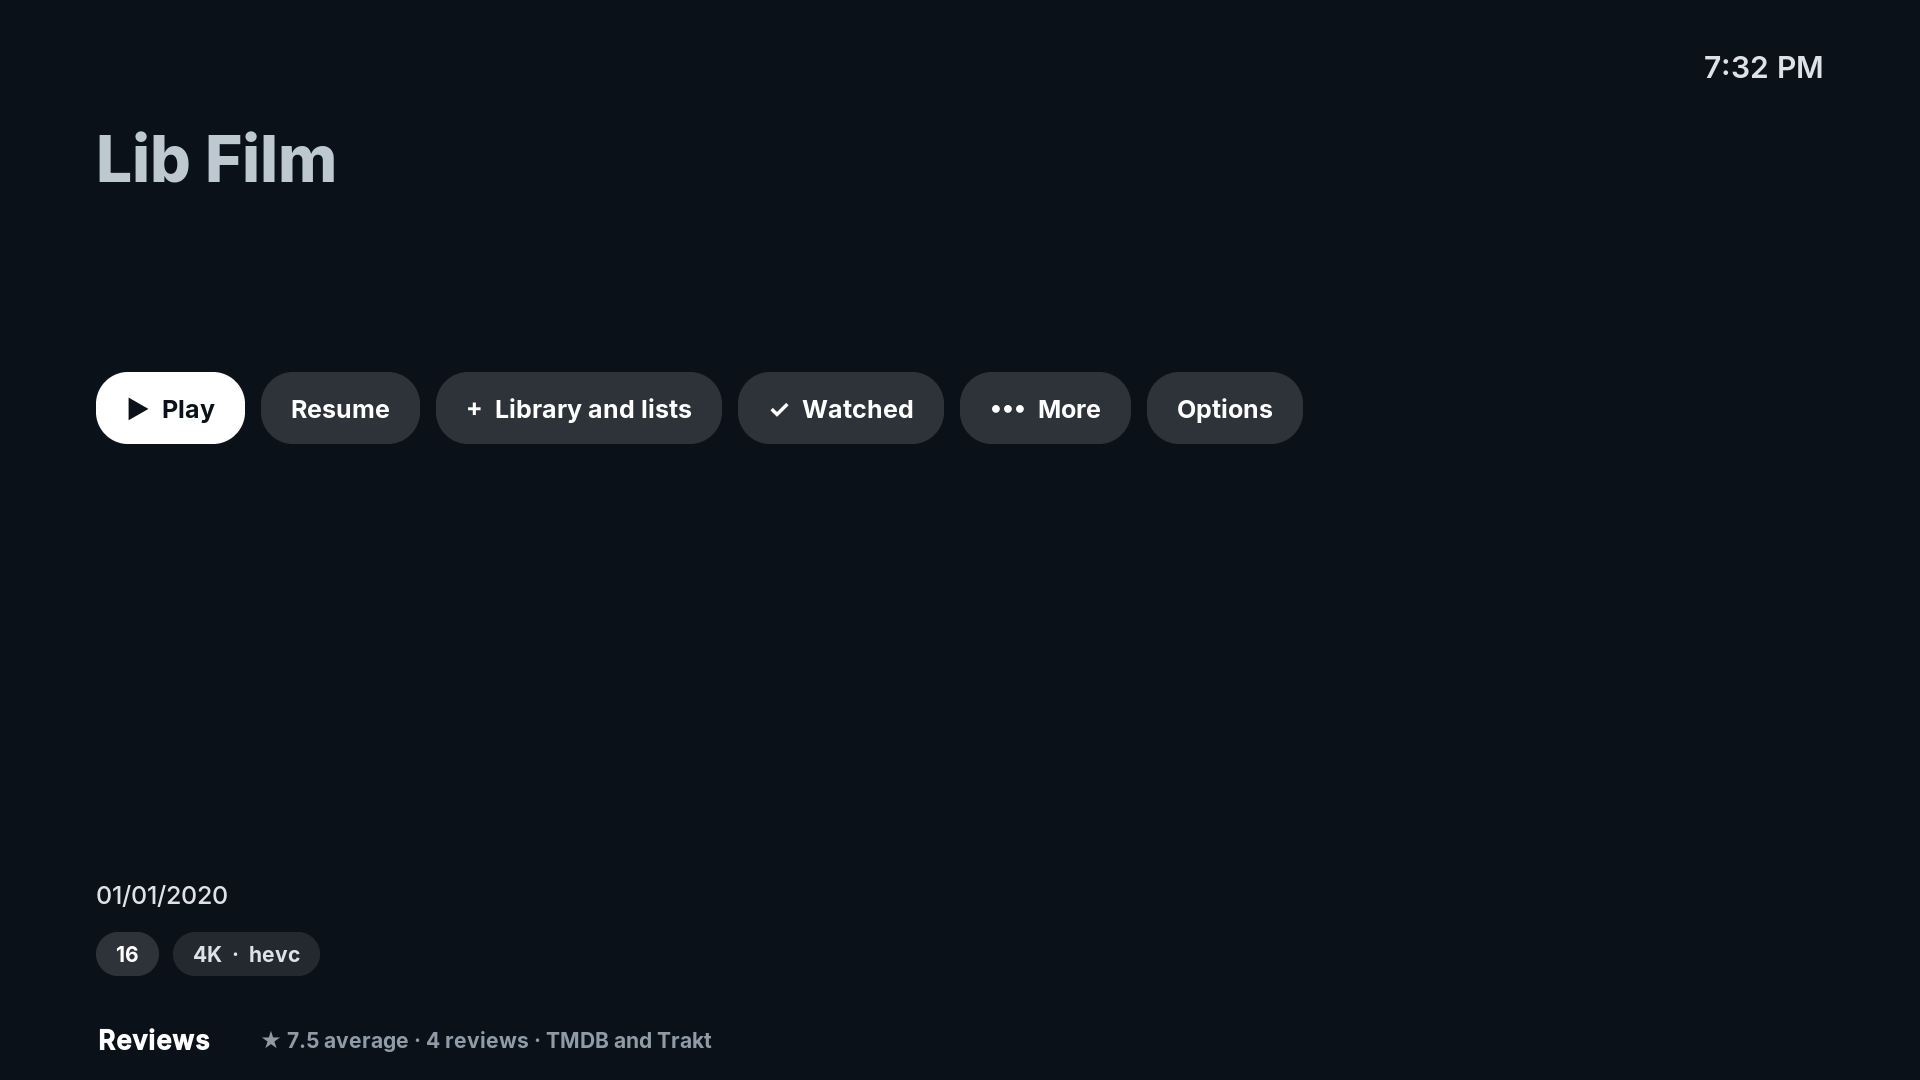 7:32 PM
Lib Film
▶ Play Resume + Library and lists ✓ Watched ••• More Options
01/01/2020
16 4K · hevc
Reviews ★ 7.5 average · 4 reviews · TMDB and Trakt